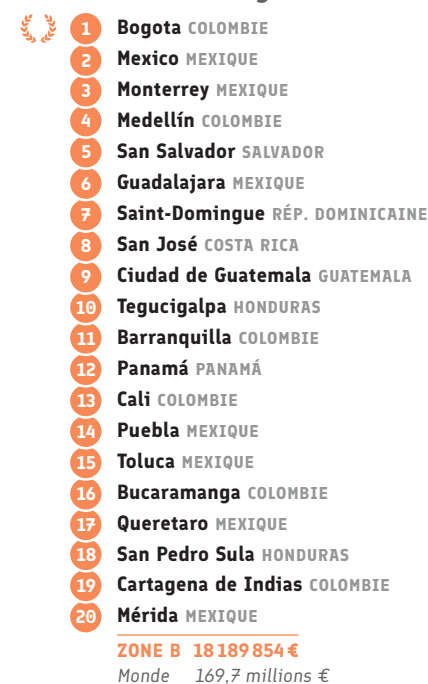 1 Bogota COLOMBIE
2 Mexico MEXIQUE
3 Monterrey MEXIQUE
4 Medellín COLOMBIE
5 San Salvador SALVADOR
6 Guadalajara MEXIQUE
7 Saint-Domingue RÉP. DOMINICAINE
8 San José COSTA RICA
9 Ciudad de Guatemala GUATEMALA
10 Tegucigalpa HONDURAS
11 Barranquilla COLOMBIE
12 Panamá PANAMÁ
13 Cali COLOMBIE
14 Puebla MEXIQUE
15 Toluca MEXIQUE
16 Bucaramanga COLOMBIE
17 Queretaro MEXIQUE
18 San Pedro Sula HONDURAS
19 Cartagena de Indias COLOMBIE
20 Mérida MEXIQUE
ZONE B 18 189 854 €
Monde 169,7 millions €